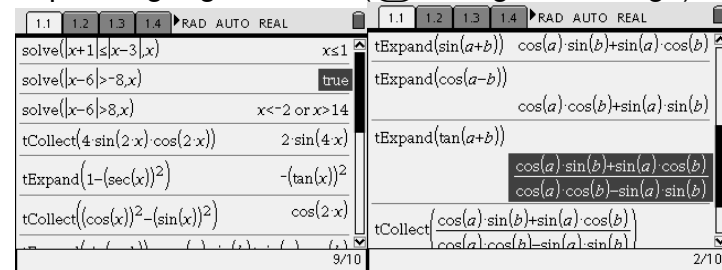 1.1 1.2 1.3 1.4 RAD AUTO REAL
solve(|x+1|≤|x−3|,x) x≤1
solve(|x−6|>⁻8,x) true
solve(|x−6|>8,x) x<⁻2 or x>14
tCollect(4·sin(2·x)·cos(2·x)) 2·sin(4·x)
tExpand(1−(sec(x))²) ⁻(tan(x))²
tCollect((cos(x))²−(sin(x))²) cos(2·x)
9/10
1.1 1.2 1.3 1.4 RAD AUTO REAL
tExpand(sin(a+b)) cos(a)·sin(b)+sin(a)·cos(b)
tExpand(cos(a−b))
cos(a)·cos(b)+sin(a)·sin(b)
tExpand(tan(a+b))
cos(a)·sin(b)+sin(a)·cos(b)
cos(a)·cos(b)−sin(a)·sin(b)
tCollect(cos(a)·sin(b)+sin(a)·cos(b)
cos(a)·cos(b)−sin(a)·sin(b))
2/10